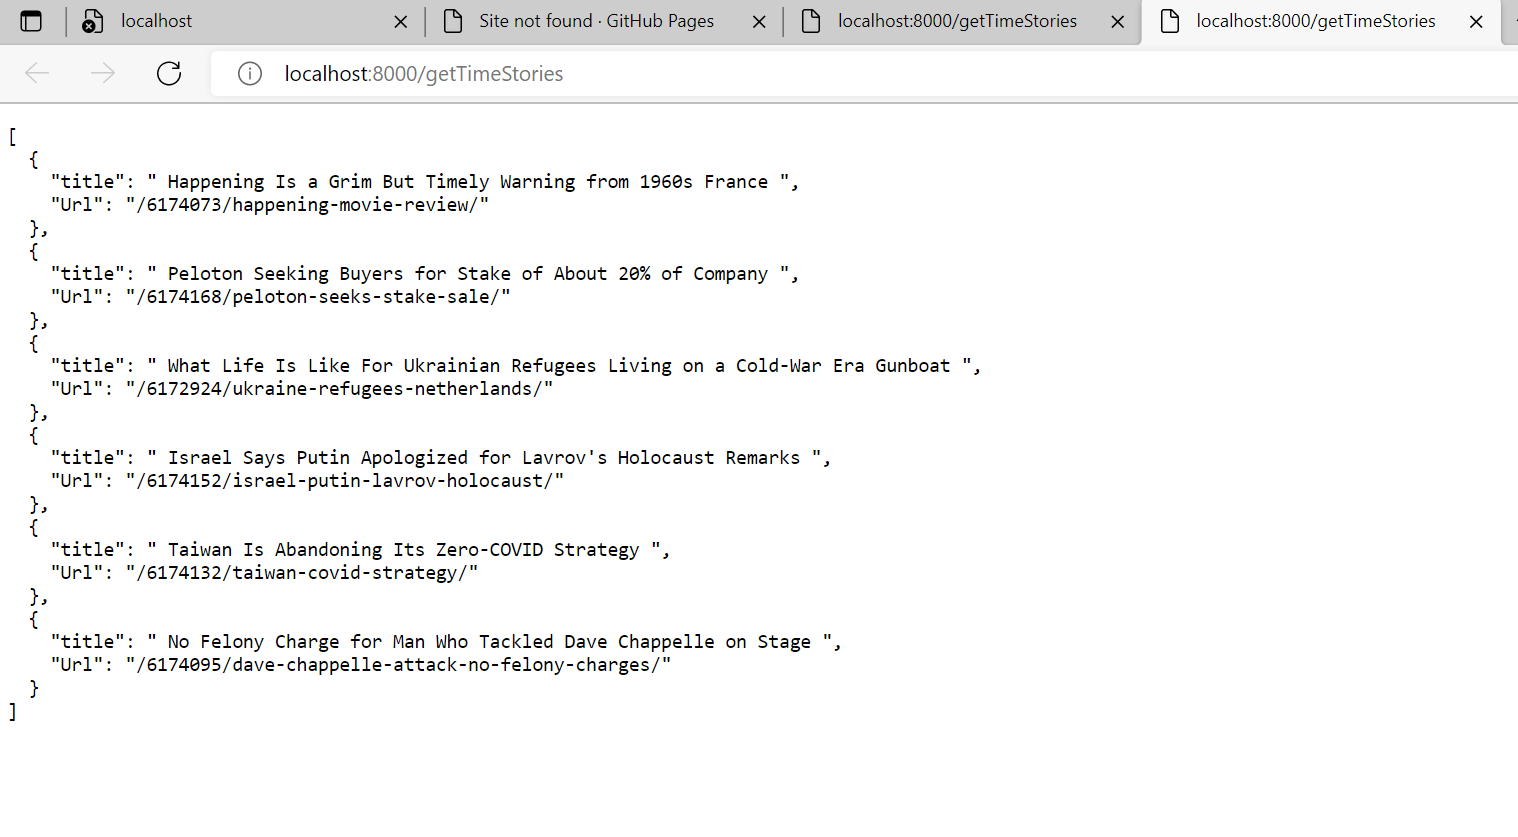 localhost
Site not found · GitHub Pages
localhost:8000/getTimeStories
localhost:8000/getTimeStories
localhost:8000/getTimeStories
[
{
"title": " Happening Is a Grim But Timely Warning from 1960s France ",
"Url": "/6174073/happening-movie-review/"
},
{
"title": " Peloton Seeking Buyers for Stake of About 20% of Company ",
"Url": "/6174168/peloton-seeks-stake-sale/"
},
{
"title": " What Life Is Like For Ukrainian Refugees Living on a Cold-War Era Gunboat ",
"Url": "/6172924/ukraine-refugees-netherlands/"
},
{
"title": " Israel Says Putin Apologized for Lavrov's Holocaust Remarks ",
"Url": "/6174152/israel-putin-lavrov-holocaust/"
},
{
"title": " Taiwan Is Abandoning Its Zero-COVID Strategy ",
"Url": "/6174132/taiwan-covid-strategy/"
},
{
"title": " No Felony Charge for Man Who Tackled Dave Chappelle on Stage ",
"Url": "/6174095/dave-chappelle-attack-no-felony-charges/"
}
]